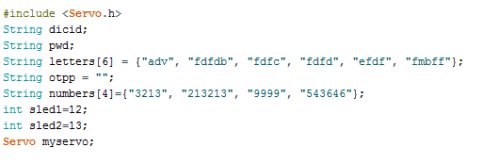 #include <Servo.h>
String dicid;
String pwd;
String letters[6] = {"adv", "fdfdb", "fdfc", "fdfd", "efdf", "fmbff"};
String otpp = "";
String numbers[4]={"3213", "213213", "9999", "543646"};
int sled1=12;
int sled2=13;
Servo myservo;